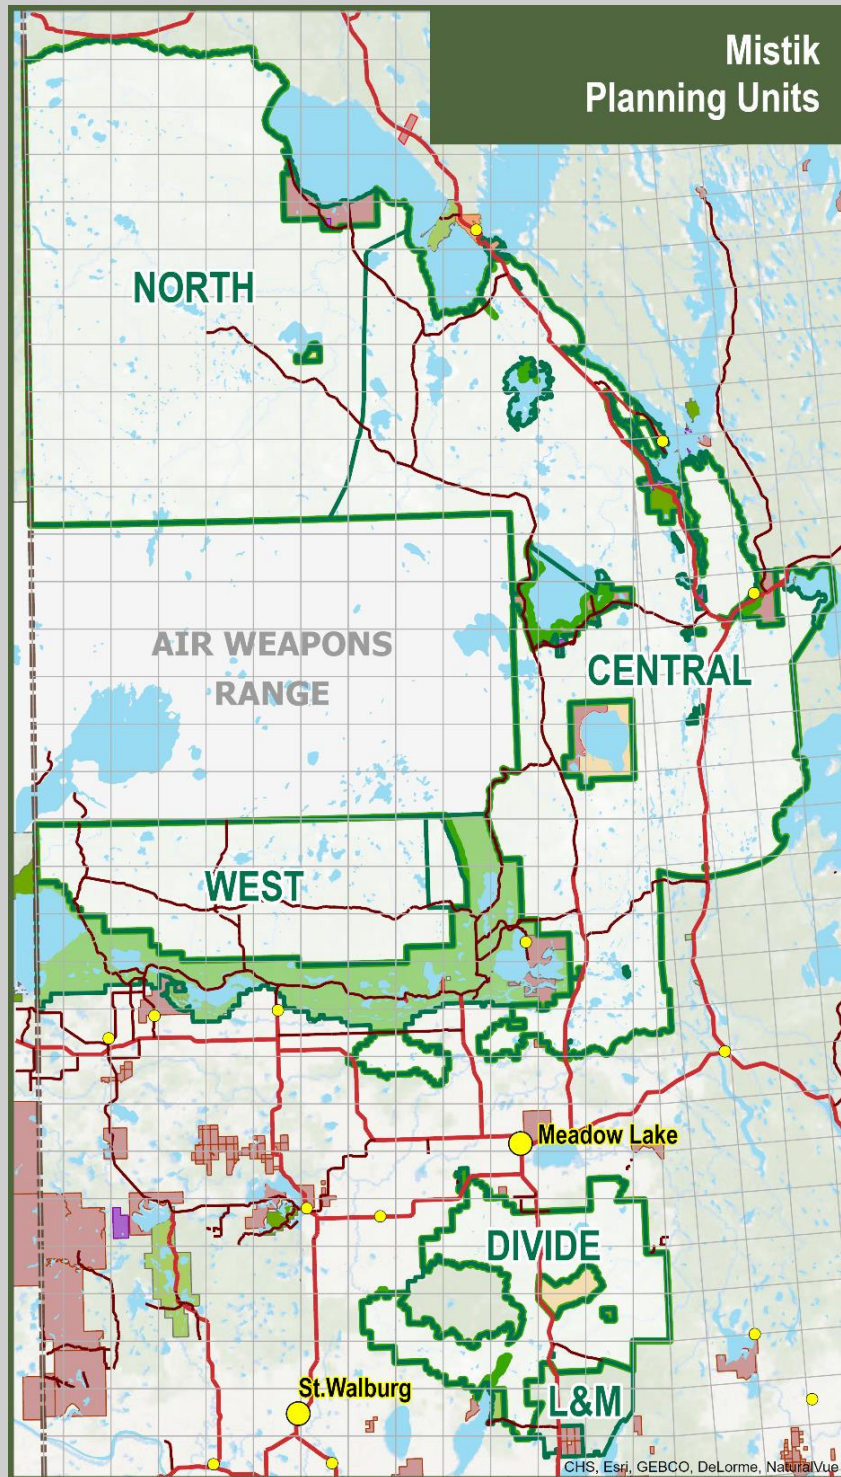 Mistik
Planning Units
NORTH
AIR WEAPONS
RANGE
CENTRAL
WEST
Meadow Lake
DIVIDE
St.Walburg
L&M
CHS, Esri, GEBCO, DeLorme, NaturalVue